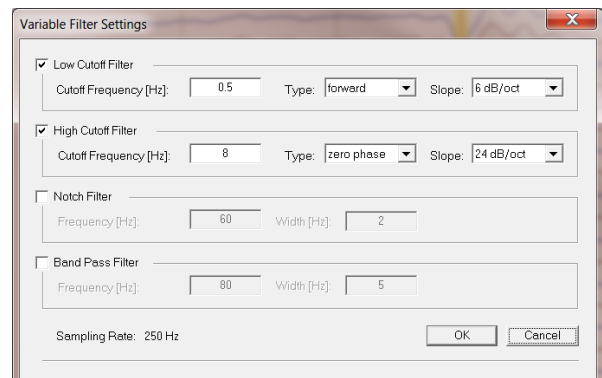 Variable Filter Settings
Low Cutoff Filter
Cutoff Frequency [Hz]: 0.5 Type: forward Slope: 6 dB/oct
High Cutoff Filter
Cutoff Frequency [Hz]: 8 Type: zero phase Slope: 24 dB/oct
Notch Filter
Frequency [Hz]: 60 Width [Hz]: 2
Band Pass Filter
Frequency [Hz]: 80 Width [Hz]: 5
Sampling Rate: 250 Hz OK Cancel